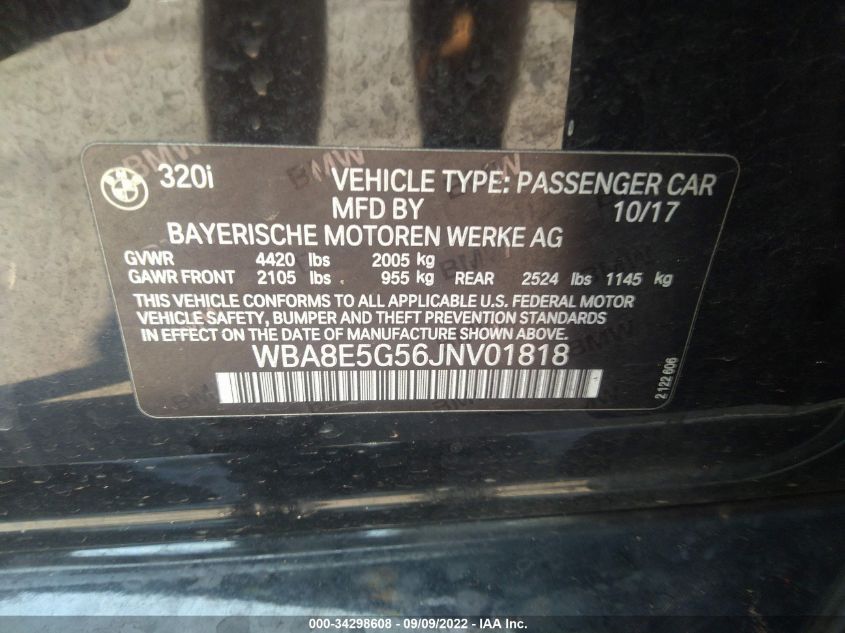 BMW 320i VEHICLE TYPE: PASSENGER CAR
MFD BY 10/17
BAYERISCHE MOTOREN WERKE AG
GVWR 4420 lbs 2005 kg
GAWR FRONT 2105 lbs 955 kg REAR 2524 lbs 1145 kg
THIS VEHICLE CONFORMS TO ALL APPLICABLE U.S. FEDERAL MOTOR
VEHICLE SAFETY, BUMPER AND THEFT PREVENTION STANDARDS
IN EFFECT ON THE DATE OF MANUFACTURE SHOWN ABOVE.
WBA8E5G56JNV01818
2 122 606
000-34298608 - 09/09/2022 - IAA Inc.